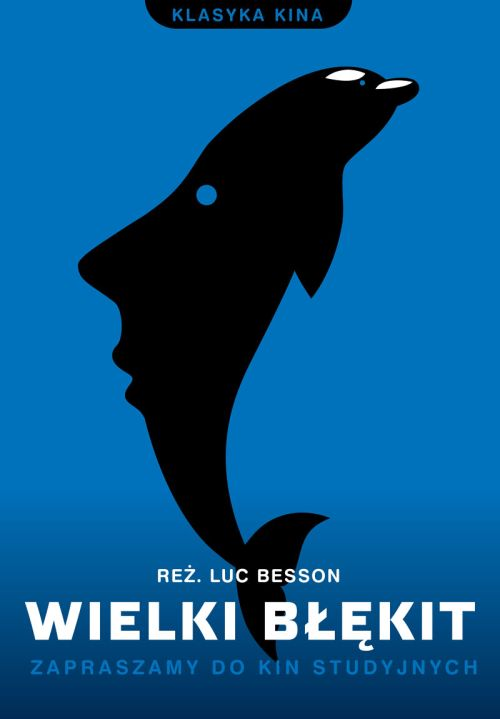 KLASYKA KINA
REŻ. LUC BESSON
WIELKI BŁĘKIT
ZAPRASZAMY DO KIN STUDYJNYCH